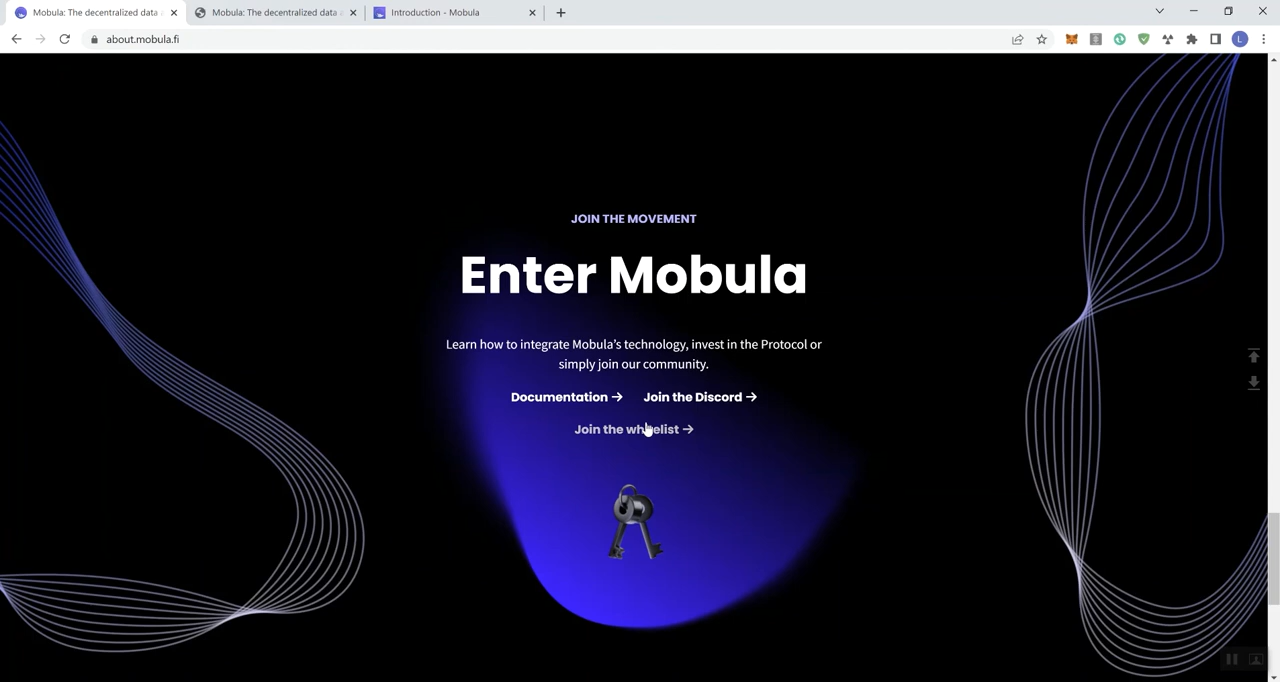 Mobula: The decentralized data
Mobula: The decentralized data
Introduction - Mobula
about.mobula.fi
L
JOIN THE MOVEMENT
Enter Mobula
Learn how to integrate Mobula’s technology, invest in the Protocol or
simply join our community.
Documentation →
Join the Discord →
Join the whitelist →